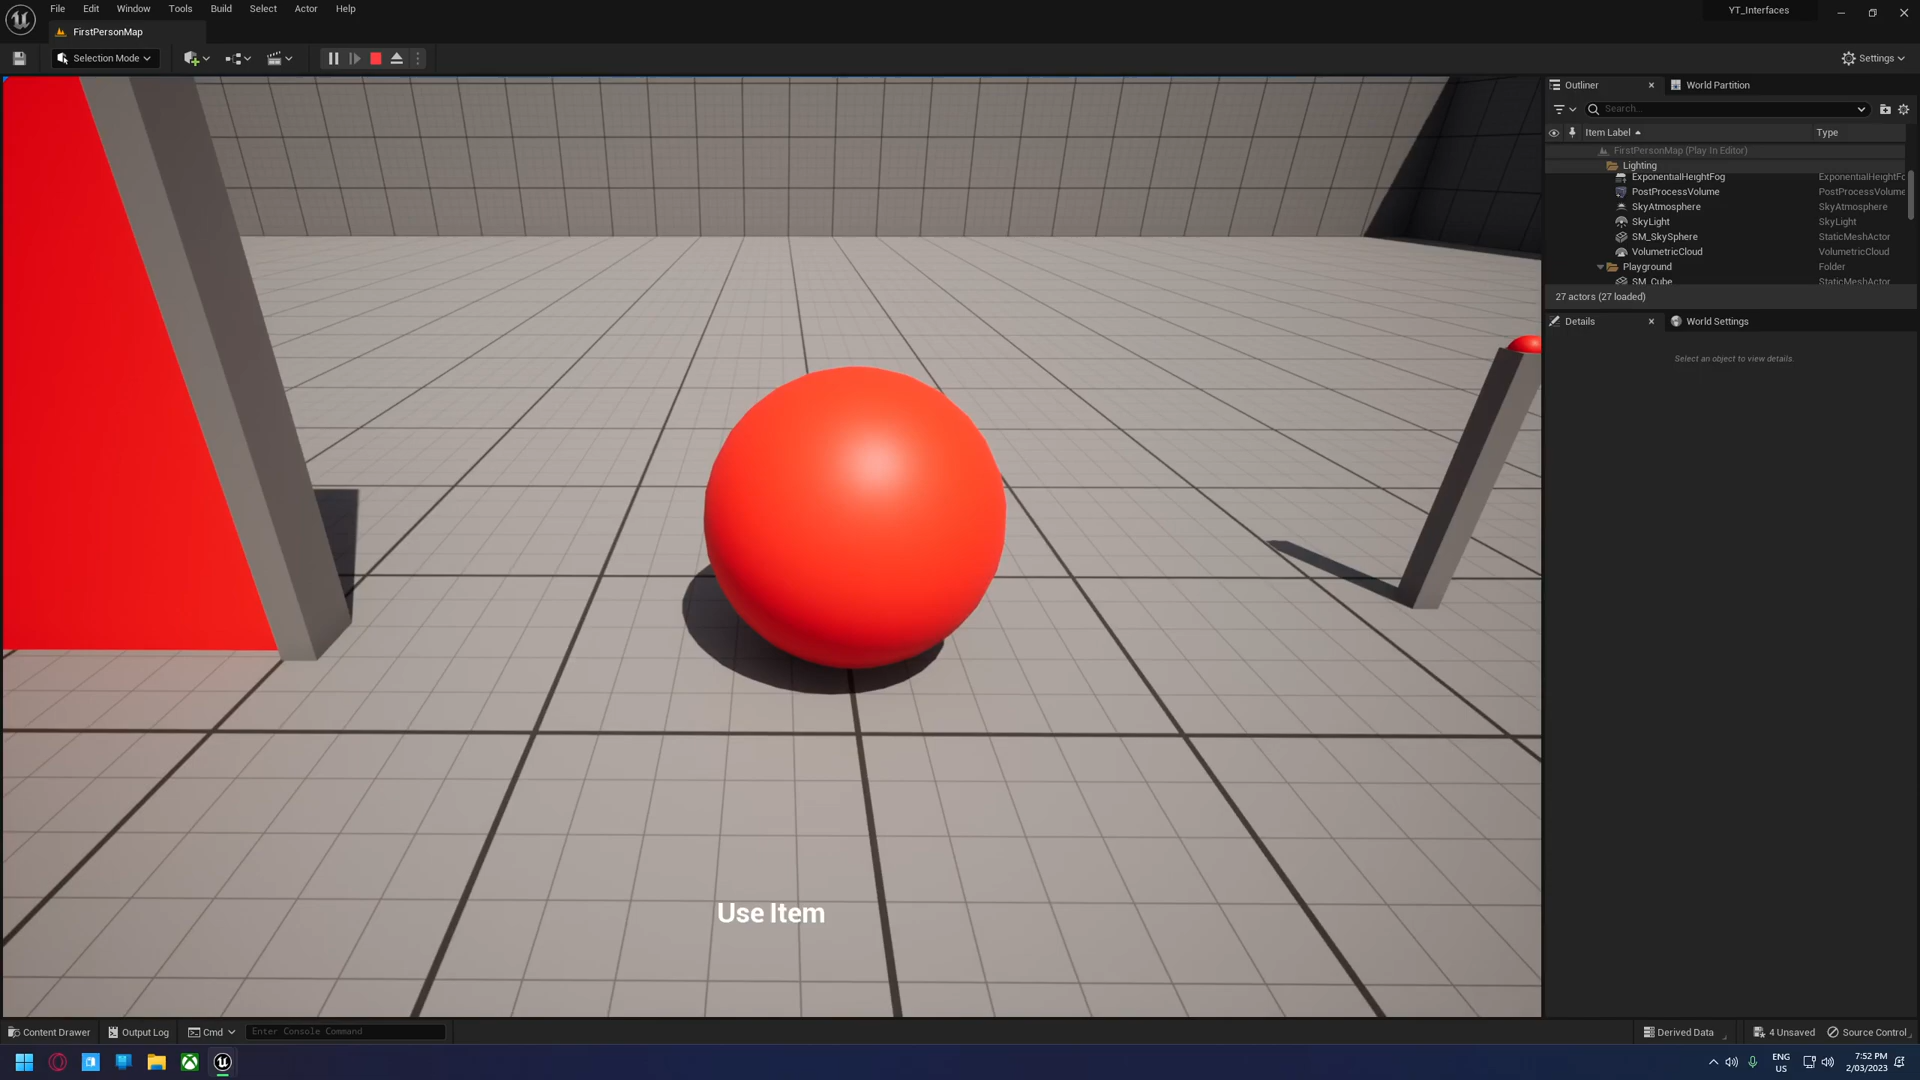 File Edit Window Tools Build Select Actor Help
YT_Interfaces
FirstPersonMap
Selection Mode
Settings
Outliner
World Partition
Search...
Item Label
Type
FirstPersonMap (Play In Editor)
Lighting
ExponentialHeightFog ExponentialHeightFo
PostProcessVolume PostProcessVolume
SkyAtmosphere SkyAtmosphere
SkyLight SkyLight
SM_SkySphere StaticMeshActor
VolumetricCloud VolumetricCloud
Playground Folder
SM_Cube StaticMeshActor
27 actors (27 loaded)
Details
World Settings
Select an object to view details.
Use Item
Content Drawer Output Log Cmd Enter Console Command
Derived Data 4 Unsaved Source Control
ENG
US
7:52 PM
2/03/2023